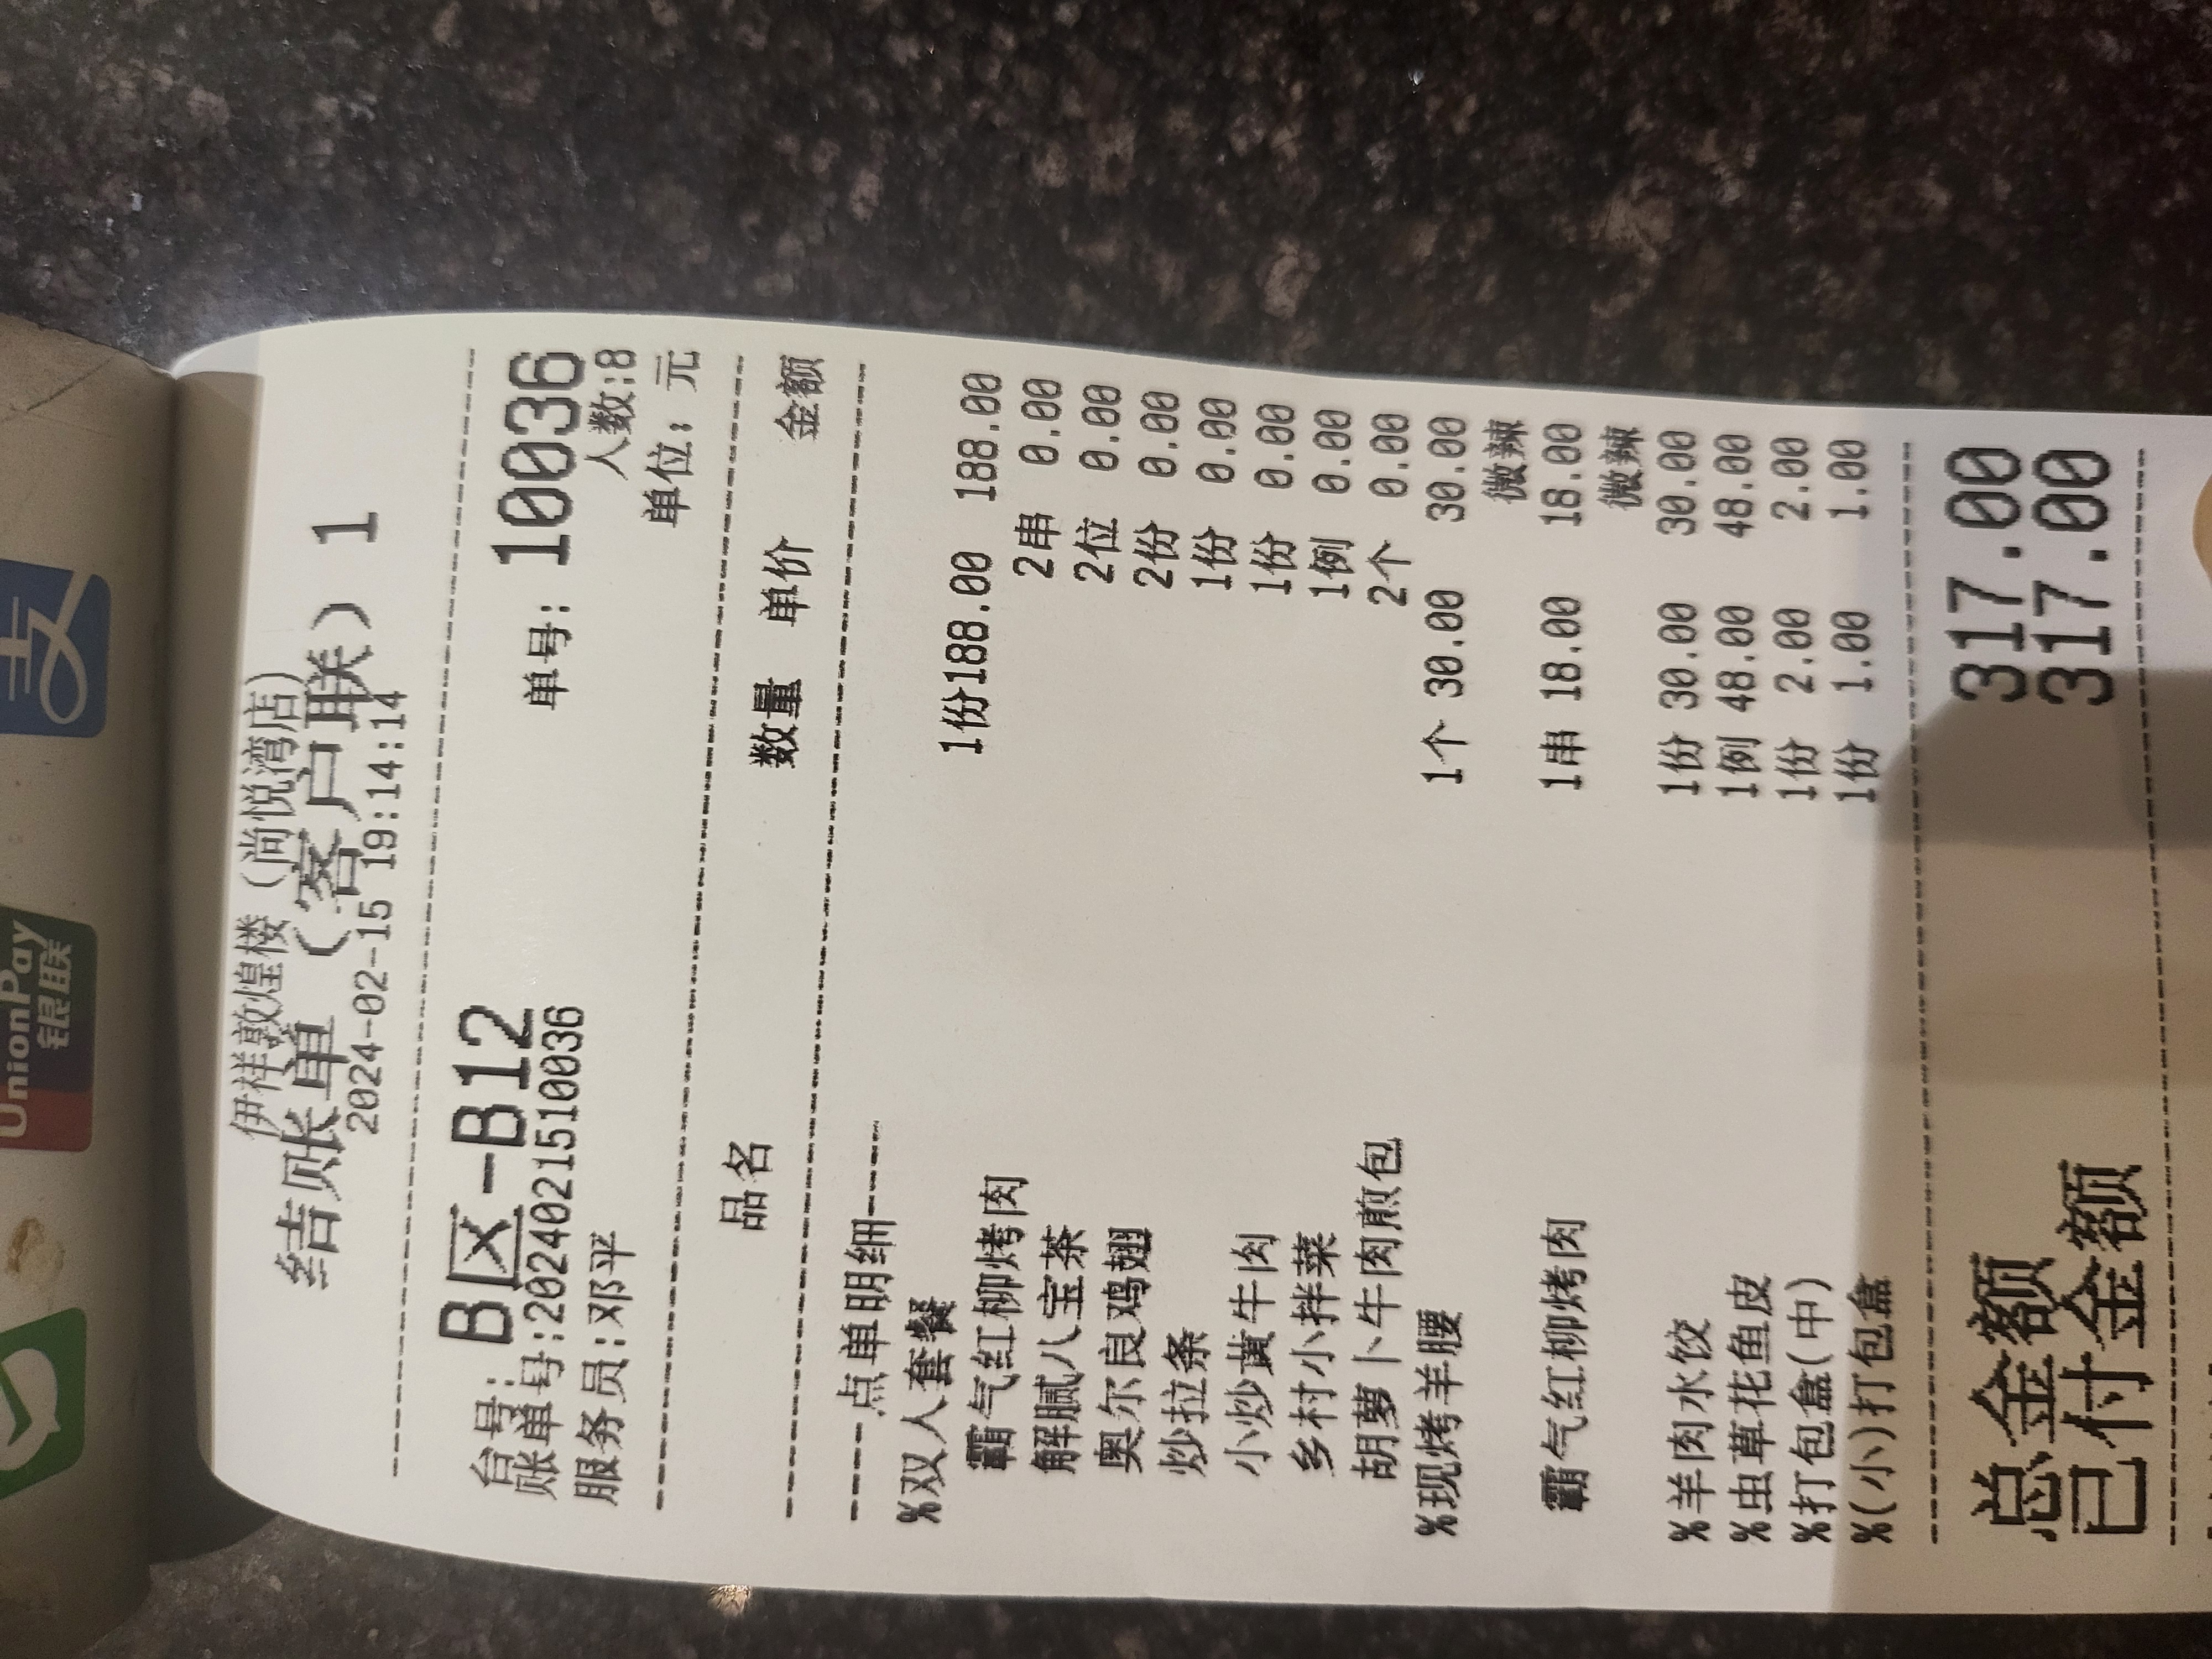 UnionPay
银联
伊祥敦煌楼(尚悦湾店)
结账单(客户联) 1
2024-02-15 19:14:14
台号: B区-B12 单号: 10036
账单号:2024021510036 人数:8
服务员:邓平 单位: 元
品名 数量 单价 金额
----点单明细----
%双人套餐 1份188.00 188.00
霸气红柳烤肉 2串 0.00
解腻八宝茶 2位 0.00
奥尔良鸡翅 2份 0.00
炒拉条 1份 0.00
小炒黄牛肉 1份 0.00
乡村小拌菜 1例 0.00
胡萝卜牛肉煎包 2个 0.00
%现烤羊腰 1个 30.00 30.00
微辣
霸气红柳烤肉 1串 18.00 18.00
微辣
%羊肉水饺 1份 30.00 30.00
%虫草花鱼皮 1例 48.00 48.00
%打包盒(中) 1份 2.00 2.00
%(小)打包盒 1份 1.00 1.00
总金额 317.00
已付金额 317.00